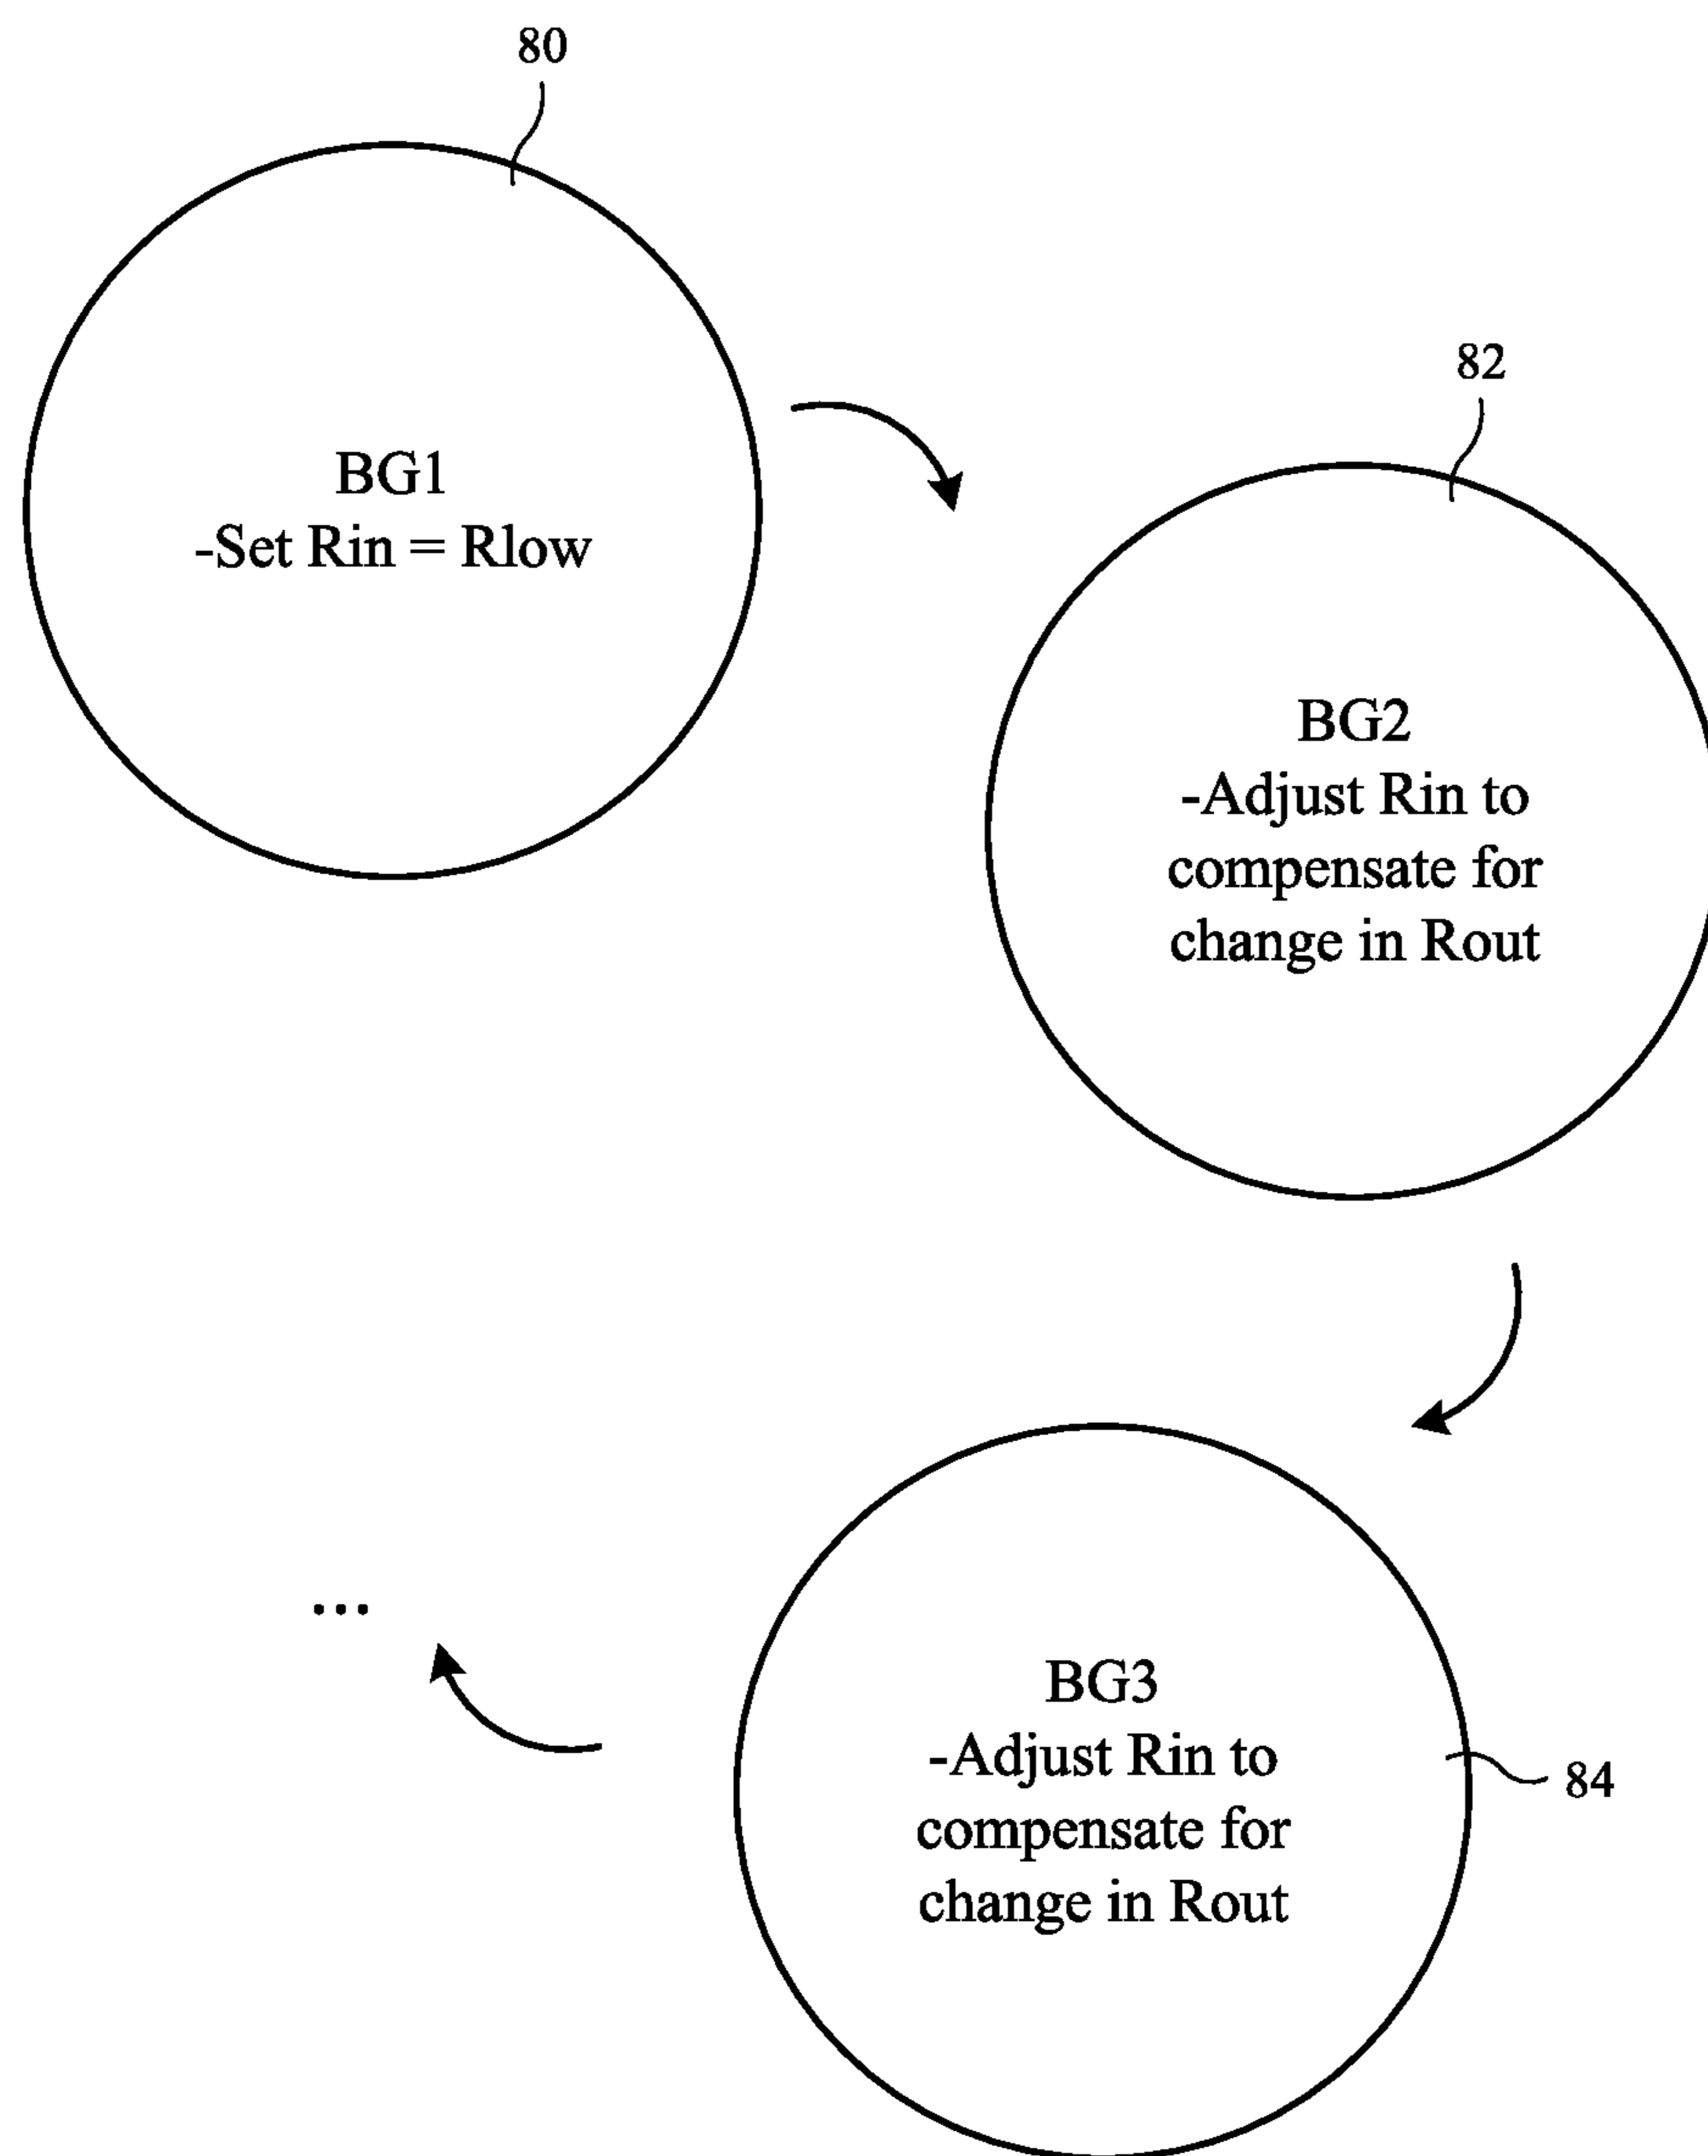 80
BG1
-Set Rin = Rlow
82
BG2
-Adjust Rin to
compensate for
change in Rout
...
BG3
-Adjust Rin to
compensate for
change in Rout
84